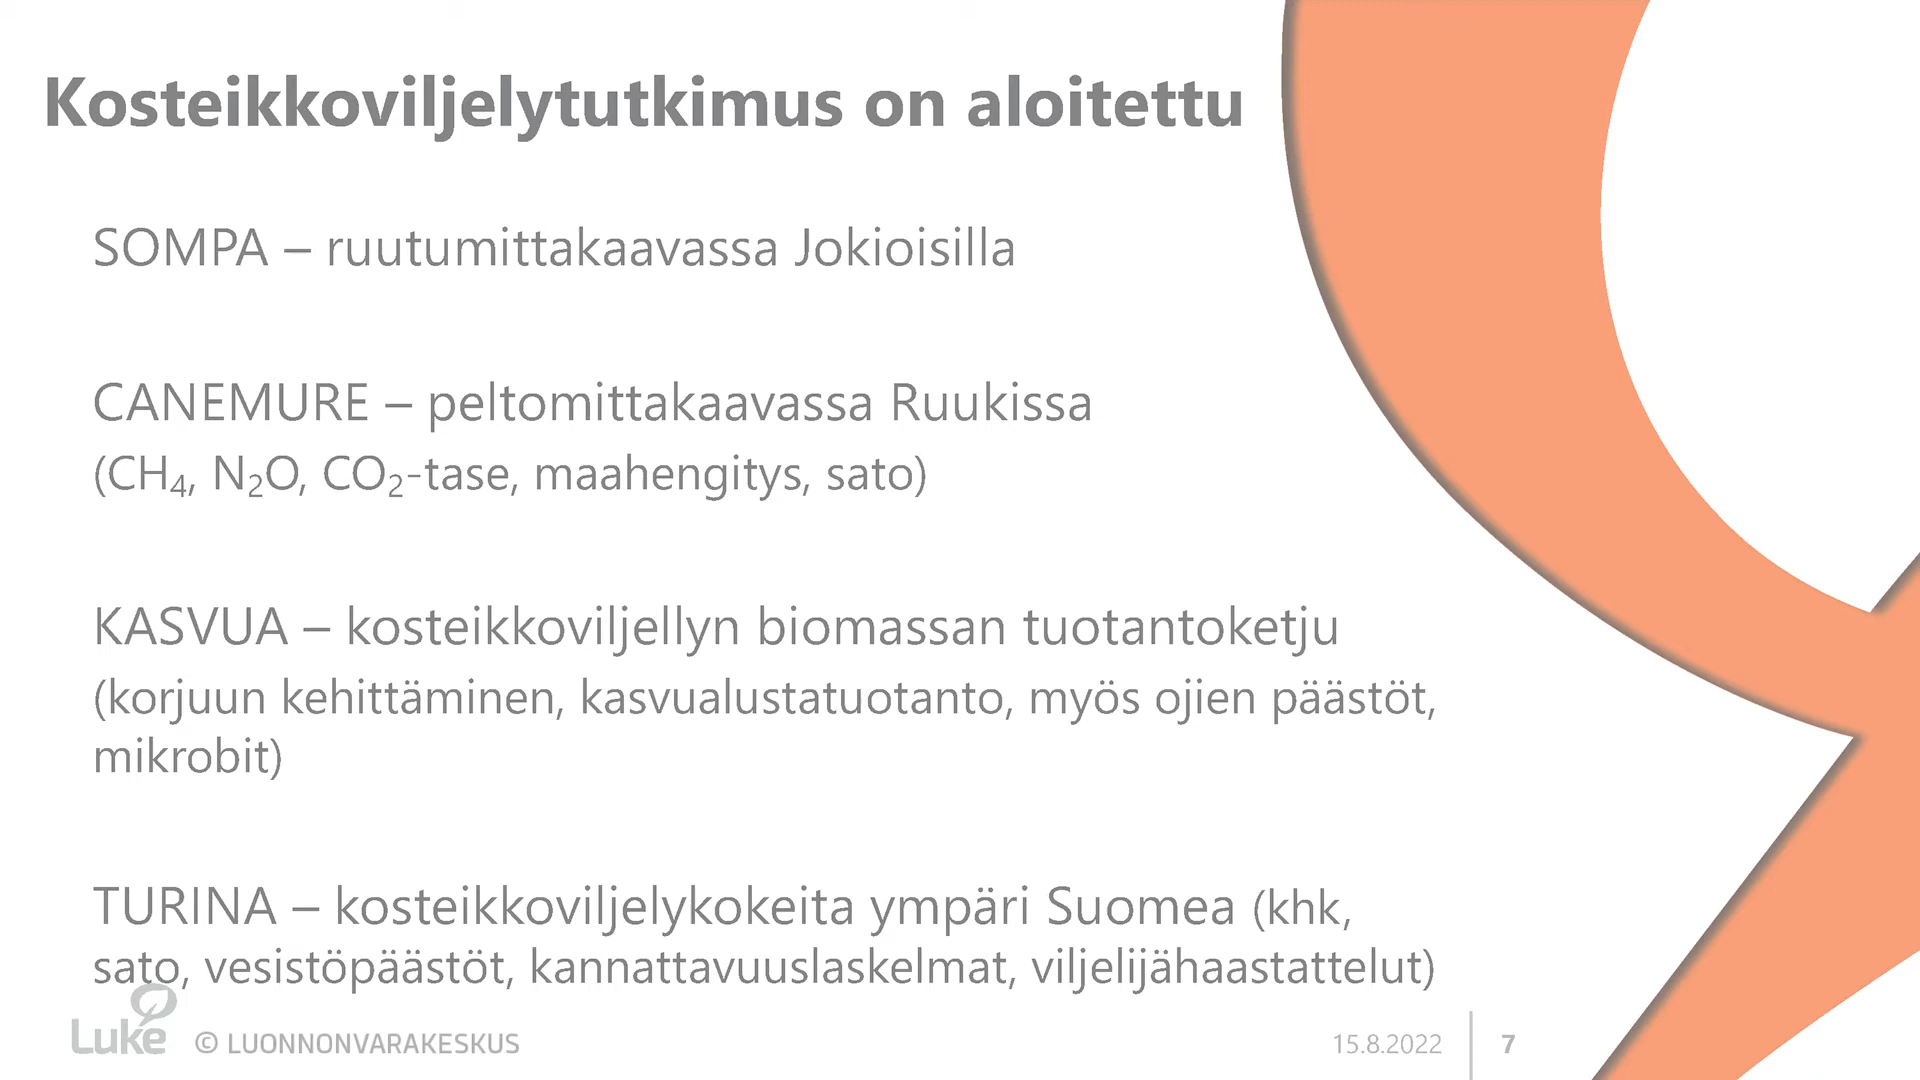 Kosteikkoviljelytutkimus on aloitettu
SOMPA – ruutumittakaavassa Jokioisilla
CANEMURE – peltomittakaavassa Ruukissa
(CH₄, N₂O, CO₂-tase, maahengitys, sato)
KASVUA – kosteikkoviljellyn biomassan tuotantoketju
(korjuun kehittäminen, kasvualustatuotanto, myös ojien päästöt,
mikrobit)
TURINA – kosteikkoviljelykokeita ympäri Suomea (khk,
sato, vesistöpäästöt, kannattavuuslaskelmat, viljelijähaastattelut)
Luke © LUONNONVARAKESKUS
15.8.2022 7